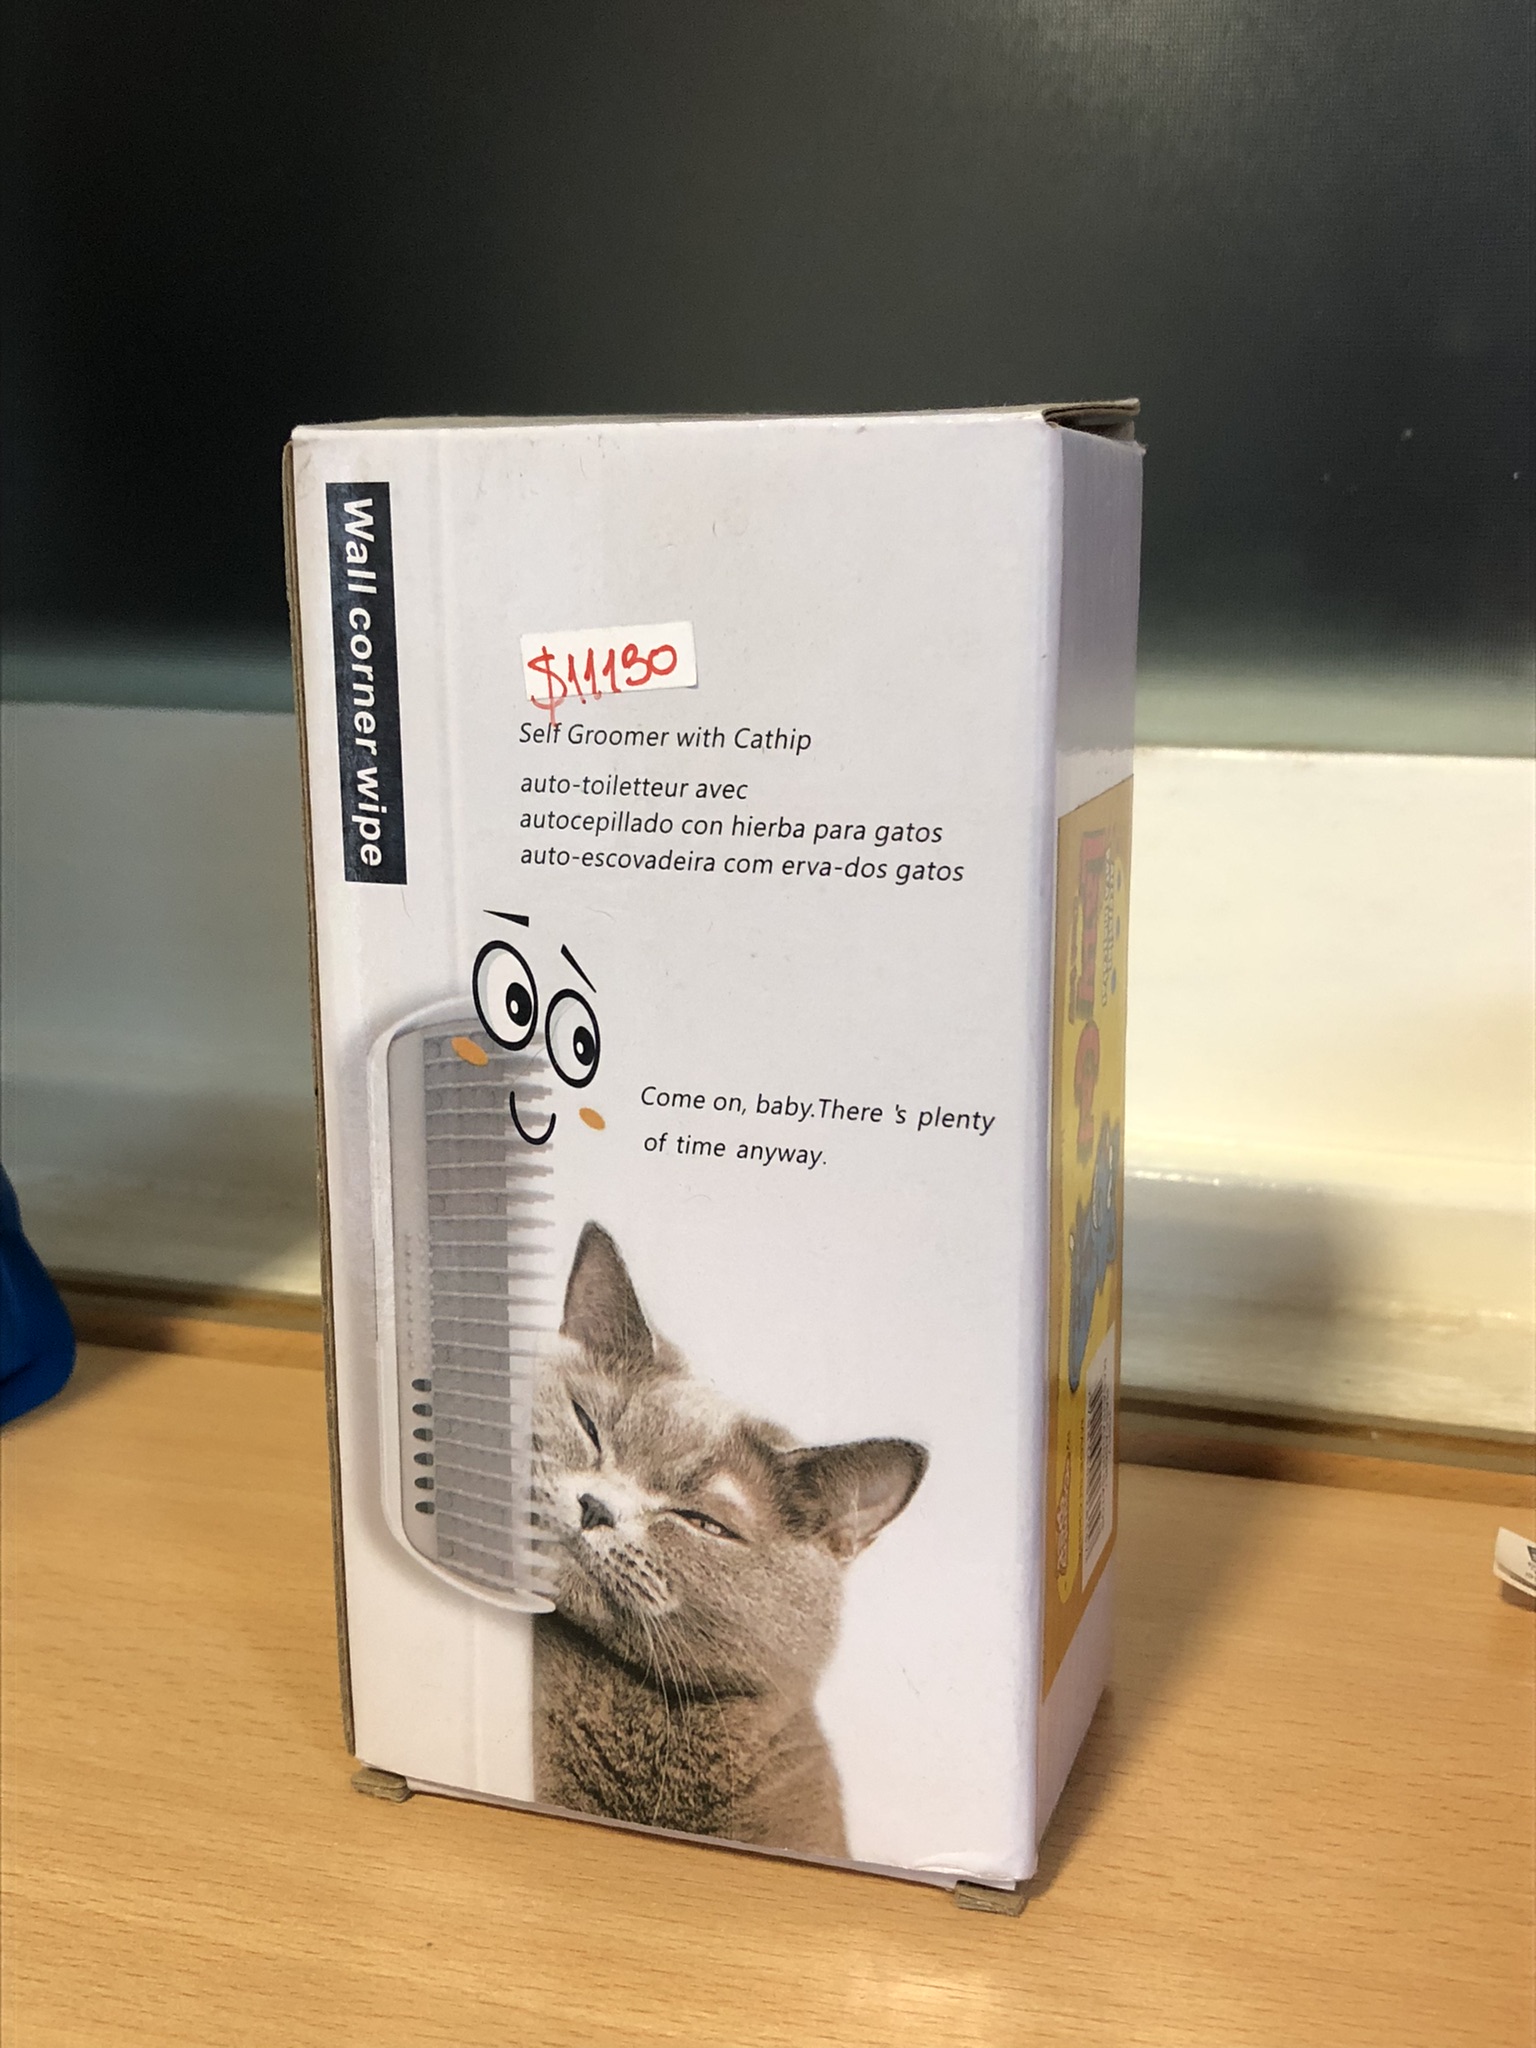 Wall corner wipe
$11.130
Self Groomer with Cathip
auto-toiletteur avec
autocepillado con hierba para gatos
auto-escovadeira com erva-dos gatos
Come on, baby.There 's plenty
of time anyway.